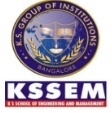 K.S. GROUP OF INSTITUTIONS
BANGALORE
KSSEM
K S SCHOOL OF ENGINEERING AND MANAGEMENT